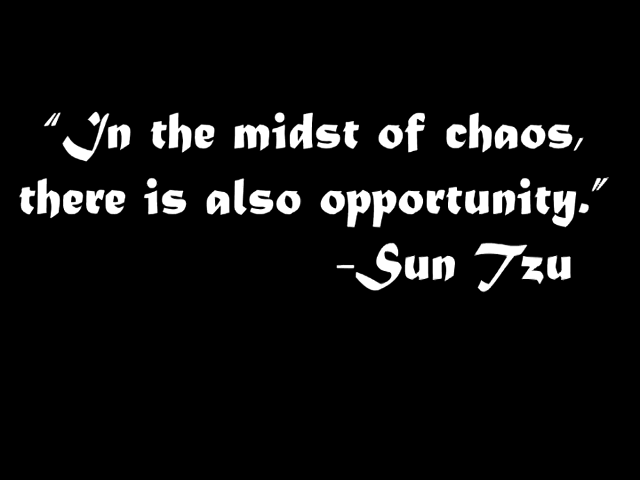 "In the midst of chaos,
there is also opportunity."
-Sun Tzu